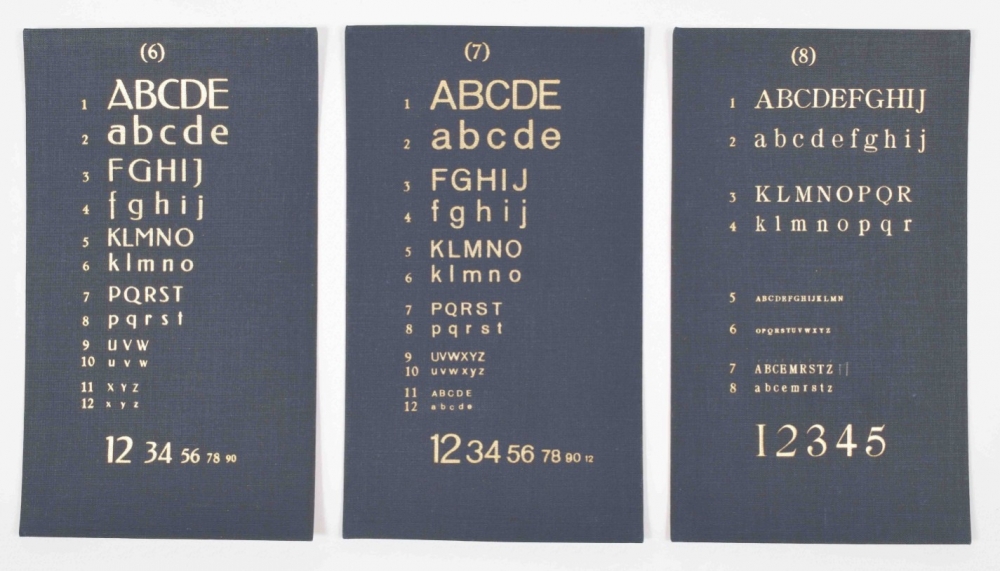 (6)
1 ABCDE
2 abcde
3 FGHIJ
4 fghij
5 KLMNO
6 klmno
7 PQRST
8 pqrst
9 UVW
10 uvw
11 XYZ
12 xyz
12 34 56 78 90
(7)
1 ABCDE
2 abcde
3 FGHIJ
4 fghij
5 KLMNO
6 klmno
7 PQRST
8 pqrst
9 UVWXYZ
10 uvwxyz
11 ABCDE
12 abcde
12 34 56 78 90 12
(8)
1 ABCDEFGHIJ
2 abcdefghij
3 KLMNOPQR
4 klmnopqr
5 ABCDEFGHIJKLMN
6 OPQRSTUVWXYZ
7 ABCEMRSTZ
8 abcemrstz
12345